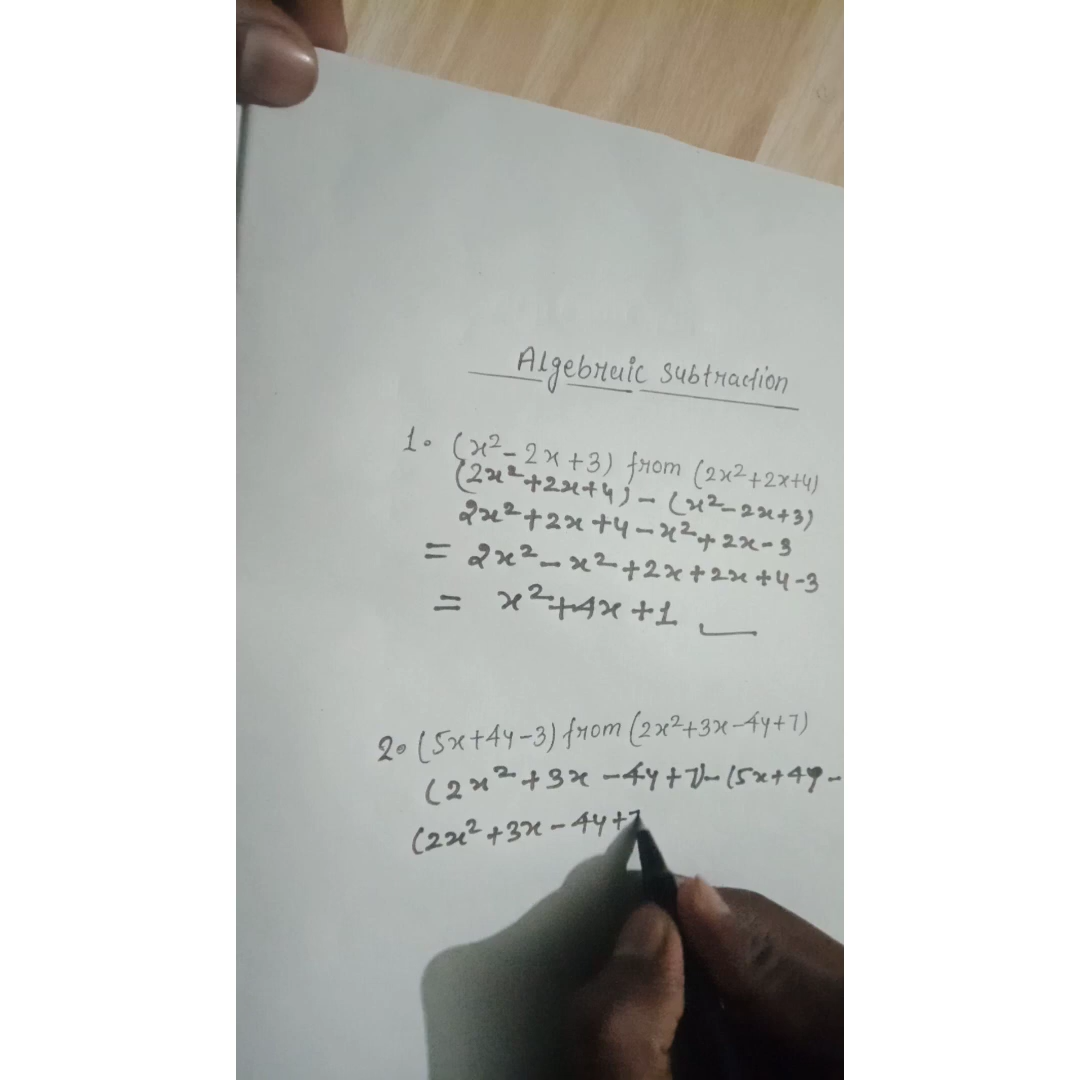 Algebraic subtraction
1. (x² - 2x + 3) from (2x² + 2x + 4)
(2x² + 2x + 4) - (x² - 2x + 3)
2x² + 2x + 4 - x² + 2x - 3
= 2x² - x² + 2x + 2x + 4 - 3
= x² + 4x + 1
2. (5x + 4y - 3) from (2x² + 3x - 4y + 7)
(2x² + 3x - 4y + 7) - (5x + 4y -
(2x² + 3x - 4y + 7